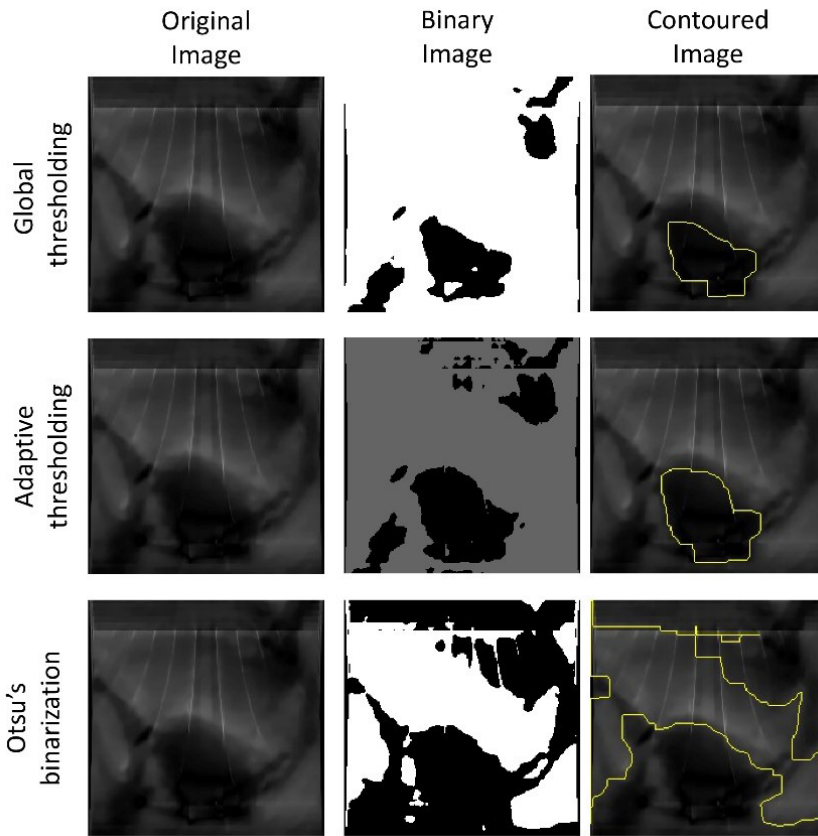 Original
Image
Binary
Image
Contoured
Image
Global
thresholding
Adaptive
thresholding
Otsu's
binarization